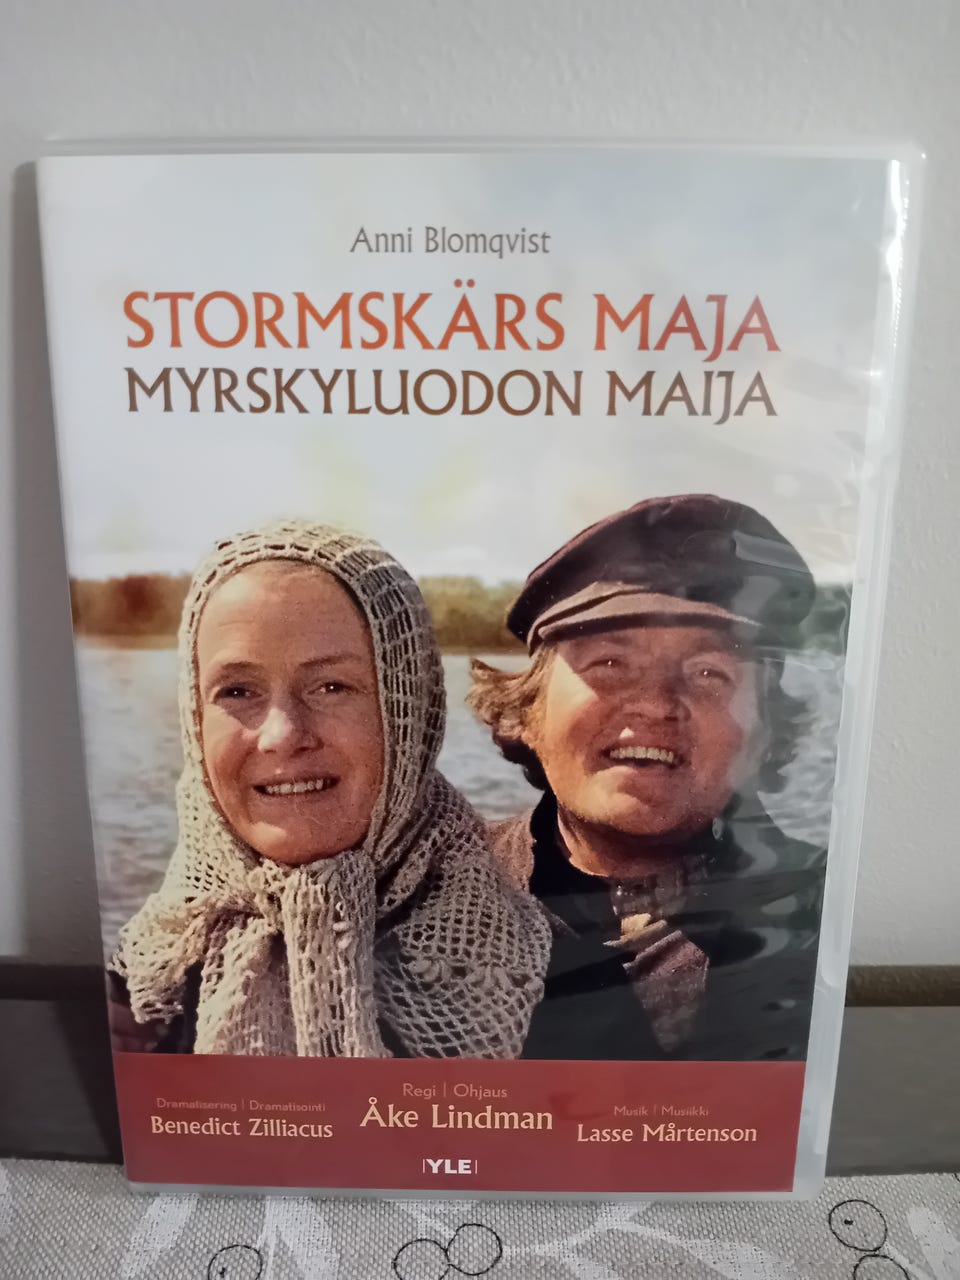 Anni Blomqvist
STORMSKÄRS MAJA
MYRSKYLUODON MAIJA
Regi | Ohjaus
Åke Lindman
Dramatisering | Dramatisointi
Benedict Zilliacus
Musik | Musiikki
Lasse Mårtenson
|YLE|